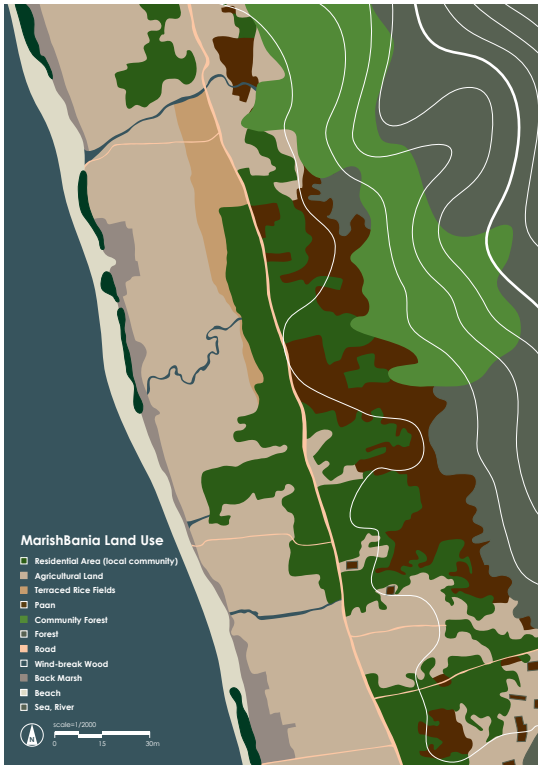 MarishBania Land Use
Residential Area (local community)
Agricultural Land
Terraced Rice Fields
Paan
Community Forest
Forest
Road
Wind-break Wood
Back Marsh
Beach
Sea, River
scale=1/2000
N
0 15 30m